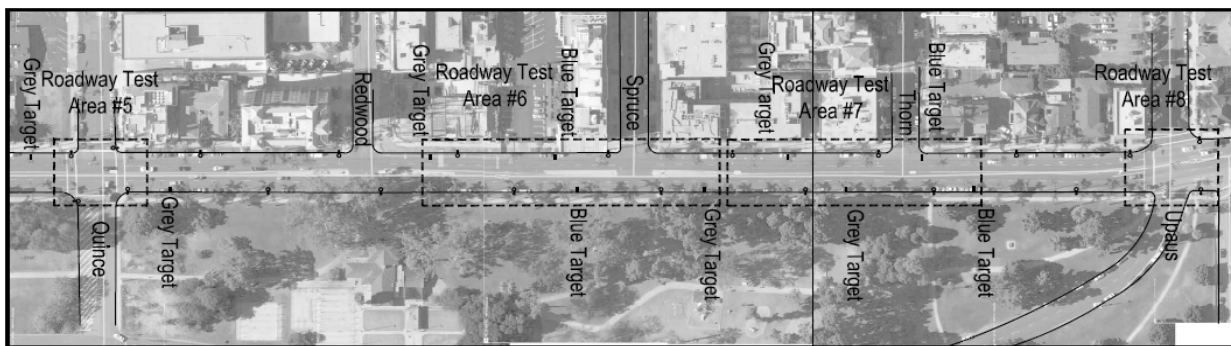 Grey Target
Roadway Test
Area #5
Redwood
Grey Target
Roadway Test
Area #6
Blue Target
Spruce
Grey Target
Roadway Test
Area #7
Thorn
Blue Target
Roadway Test
Area #8
Quince
Grey Target
Blue Target
Grey Target
Grey Target
Blue Target
Upaus